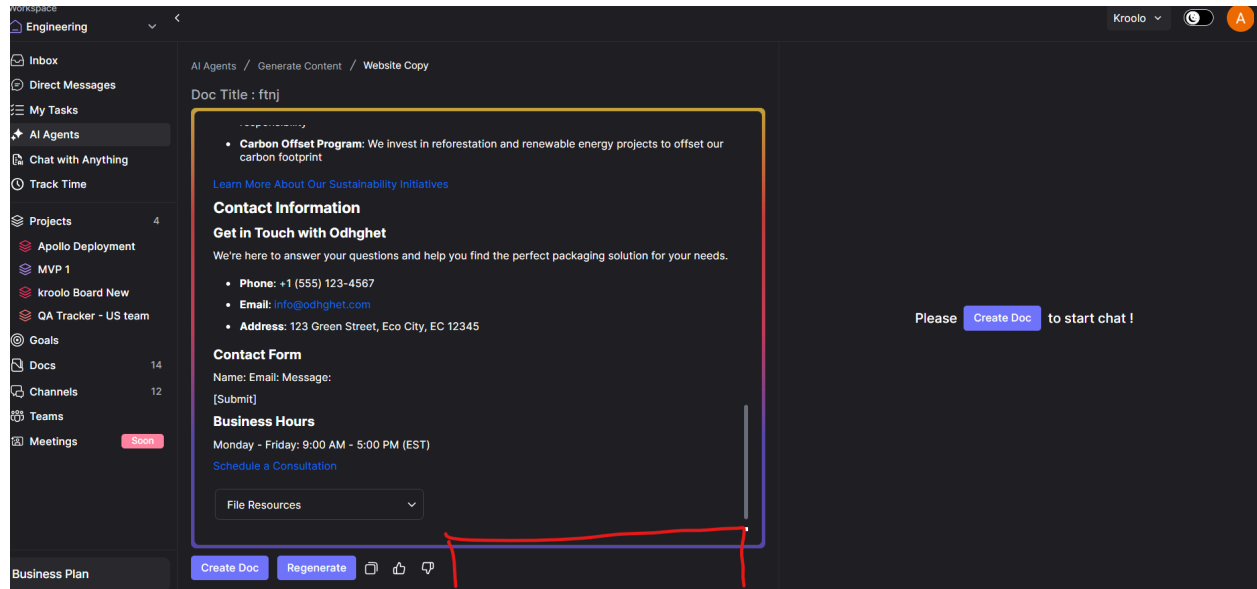 Workspace
Engineering
Kroolo
A
Inbox
Direct Messages
My Tasks
AI Agents
Chat with Anything
Track Time
Projects 4
Apollo Deployment
MVP 1
kroolo Board New
QA Tracker - US team
Goals
Docs 14
Channels 12
Teams
Meetings Soon
Business Plan
AI Agents / Generate Content / Website Copy
Doc Title : ftnj
responsibility
• Carbon Offset Program: We invest in reforestation and renewable energy projects to offset our
carbon footprint
Learn More About Our Sustainability Initiatives
Contact Information
Get in Touch with Odhghet
We're here to answer your questions and help you find the perfect packaging solution for your needs.
• Phone: +1 (555) 123-4567
• Email: info@odhghet.com
• Address: 123 Green Street, Eco City, EC 12345
Contact Form
Name: Email: Message:
[Submit]
Business Hours
Monday - Friday: 9:00 AM - 5:00 PM (EST)
Schedule a Consultation
File Resources
Create Doc Regenerate
Please Create Doc to start chat !